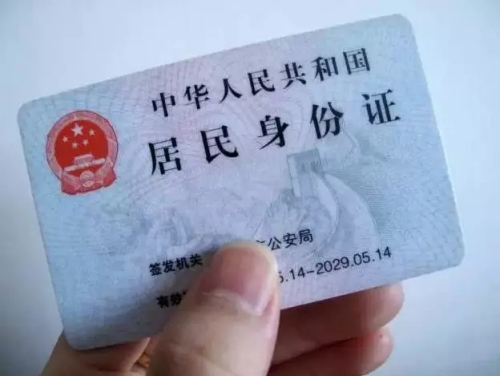 中华人民共和国
居民身份证
签发机关 公安局
有效 5.14-2029.05.14